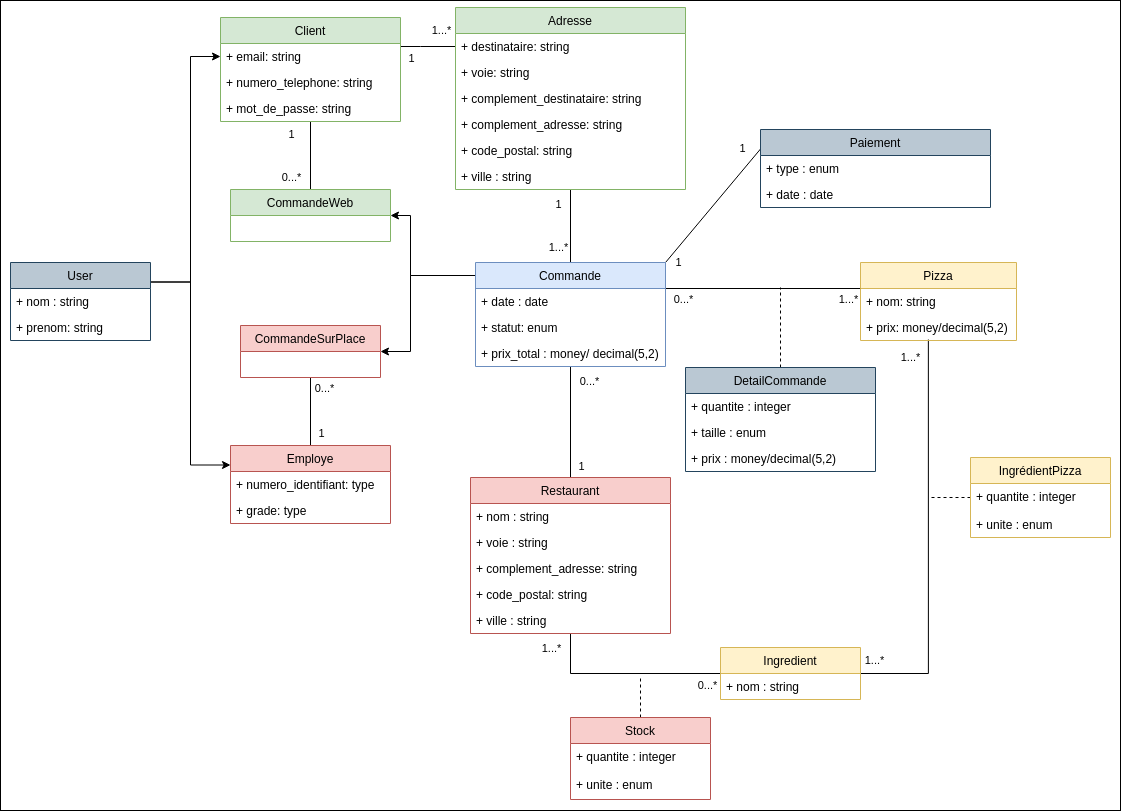 Client
+ email: string
+ numero_telephone: string
+ mot_de_passe: string
1...*
1
Adresse
+ destinataire: string
+ voie: string
+ complement_destinataire: string
+ complement_adresse: string
+ code_postal: string
+ ville : string
1
0...*
CommandeWeb
1
1...*
1
1
Paiement
+ type : enum
+ date : date
User
+ nom : string
+ prenom: string
Commande
+ date : date
+ statut: enum
+ prix_total : money/ decimal(5,2)
0...*
1...*
Pizza
+ nom: string
+ prix: money/decimal(5,2)
CommandeSurPlace
0...*
1
Employe
+ numero_identifiant: type
+ grade: type
0...*
1
DetailCommande
+ quantite : integer
+ taille : enum
+ prix : money/decimal(5,2)
1...*
IngrédientPizza
+ quantite : integer
+ unite : enum
Restaurant
+ nom : string
+ voie : string
+ complement_adresse: string
+ code_postal: string
+ ville : string
1...*
0...*
Ingredient
+ nom : string
1...*
Stock
+ quantite : integer
+ unite : enum